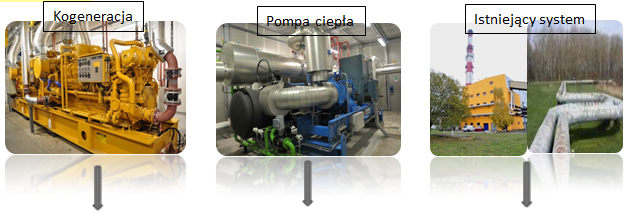 Kogeneracja
Pompa ciepła
Istniejący system